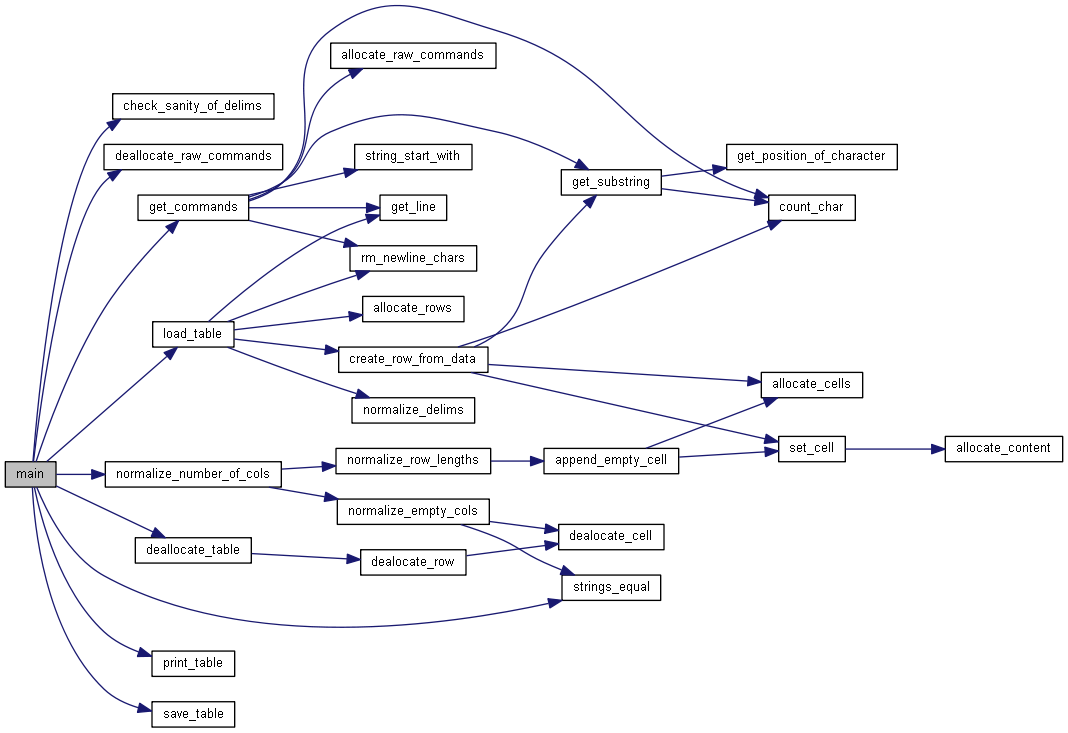 allocate_raw_commands
check_sanity_of_delims
deallocate_raw_commands
string_start_with
get_position_of_character
get_substring
get_commands
get_line
count_char
rm_newline_chars
allocate_rows
load_table
create_row_from_data
allocate_cells
normalize_delims
set_cell
allocate_content
main
normalize_number_of_cols
normalize_row_lengths
append_empty_cell
normalize_empty_cols
dealocate_cell
deallocate_table
dealocate_row
strings_equal
print_table
save_table